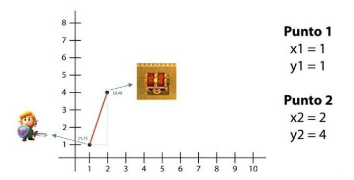 8
7
6
5
4
3
2
1
(2,4)
(1,1)
1 2 3 4 5 6 7 8 9 10
Punto 1
x1 = 1
y1 = 1
Punto 2
x2 = 2
y2 = 4